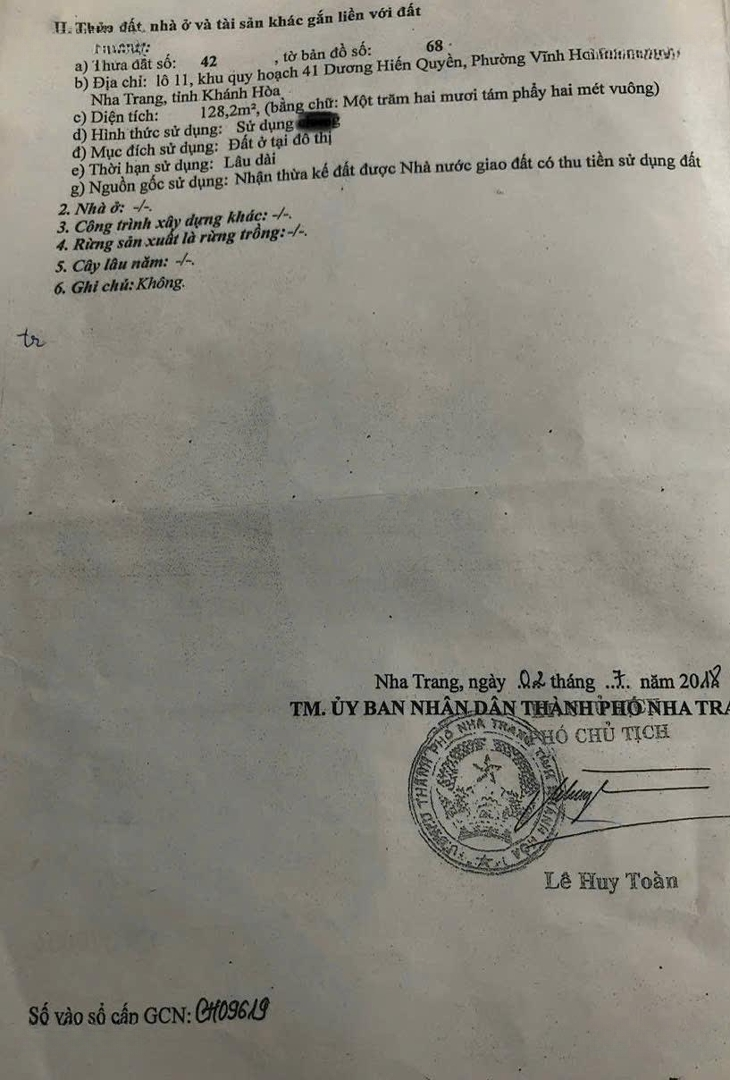 II. Thửa đất, nhà ở và tài sản khác gắn liền với đất
a) Thửa đất số: 42 , tờ bản đồ số: 68
b) Địa chỉ: lô 11, khu quy hoạch 41 Dương Hiến Quyền, Phường Vĩnh Hoà
Nha Trang, tỉnh Khánh Hòa
c) Diện tích: 128,2m², (bằng chữ: Một trăm hai mươi tám phẩy hai mét vuông)
d) Hình thức sử dụng: Sử dụng
đ) Mục đích sử dụng: Đất ở tại đô thị
e) Thời hạn sử dụng: Lâu dài
g) Nguồn gốc sử dụng: Nhận thừa kế đất được Nhà nước giao đất có thu tiền sử dụng đất
2. Nhà ở: -/-.
3. Công trình xây dựng khác: -/-.
4. Rừng sản xuất là rừng trồng: -/-.
5. Cây lâu năm: -/-.
6. Ghi chú: Không.
tr
Nha Trang, ngày 02 tháng 7 năm 2018
TM. ỦY BAN NHÂN DÂN THÀNH PHỐ NHA TRA
PHÓ CHỦ TỊCH
Lê Huy Toàn
Số vào sổ cấp GCN: CH09619